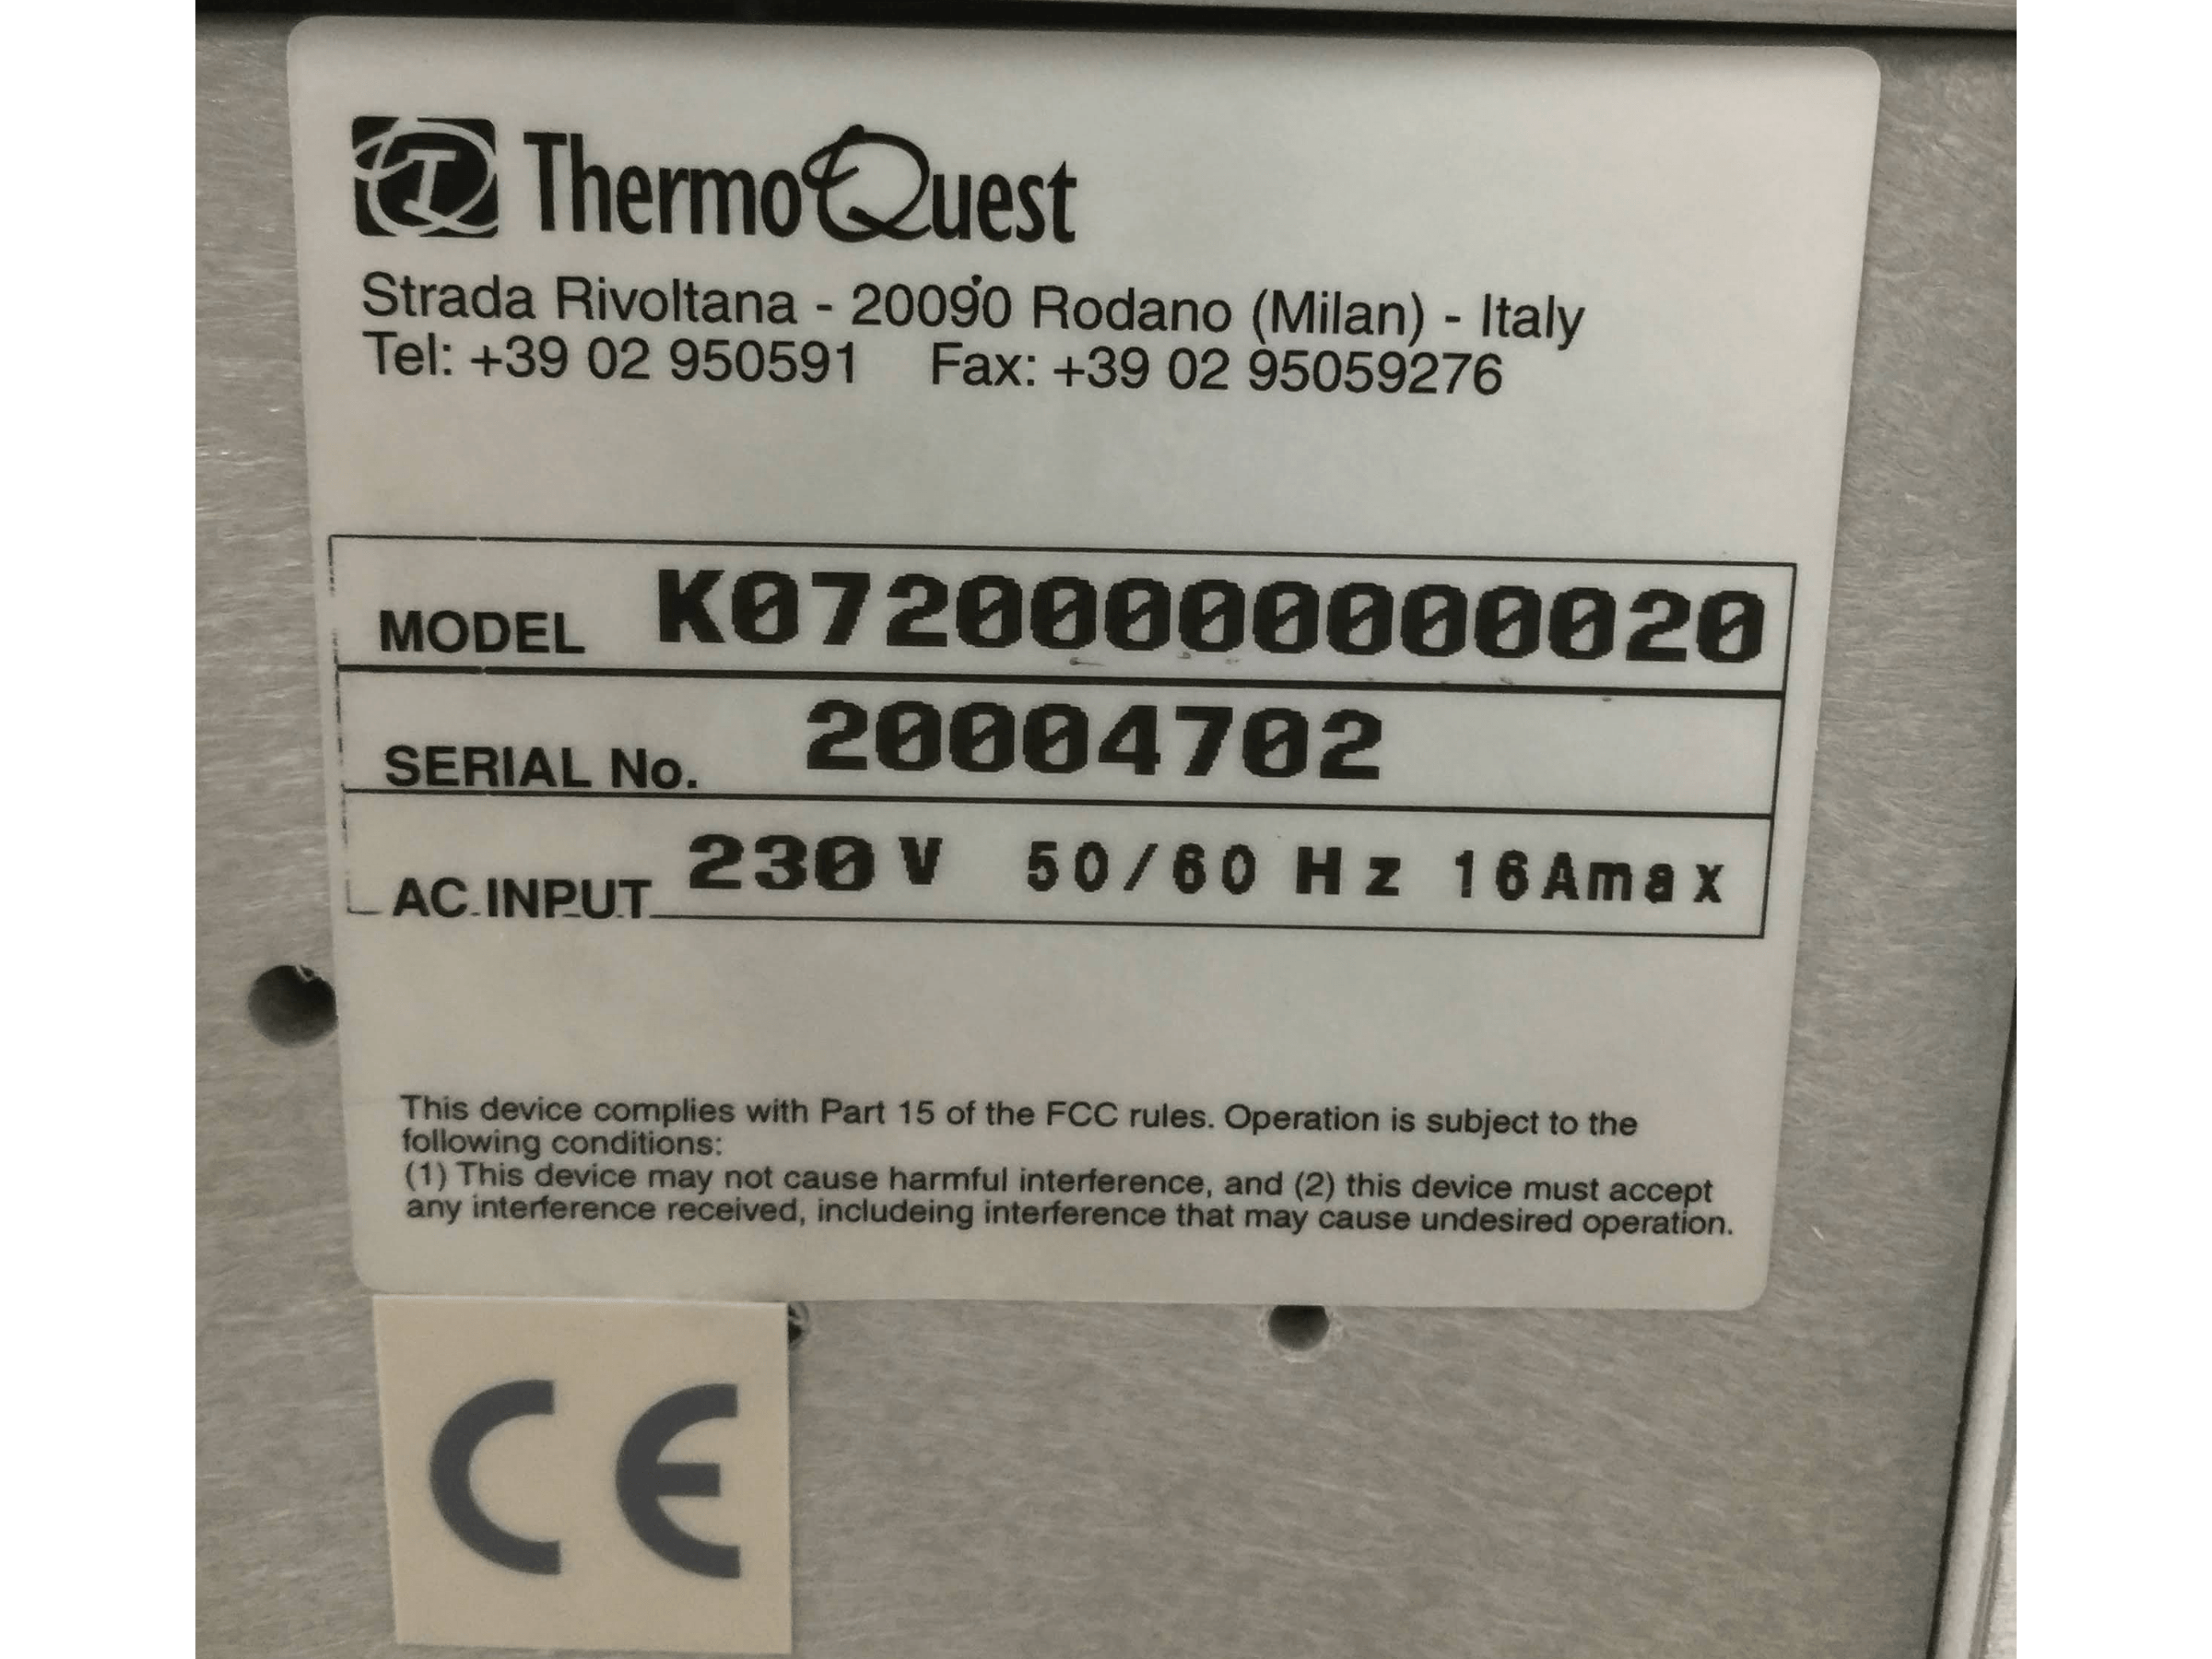 ThermoQuest
Strada Rivoltana - 20090 Rodano (Milan) - Italy
Tel: +39 02 950591 Fax: +39 02 95059276
MODEL K07200000000020
SERIAL No. 20004702
AC INPUT 230 V 50/60 Hz 16Amax
This device complies with Part 15 of the FCC rules. Operation is subject to the
following conditions:
(1) This device may not cause harmful interference, and (2) this device must accept
any interference received, includeing interference that may cause undesired operation.
CE